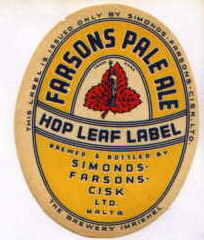 THIS LABEL IS ISSUED ONLY BY SIMONDS-FARSONS-CISK, LTD.
FARSONS PALE ALE
HOP LEAF LABEL
BREWED & BOTTLED BY
SIMONDS-
FARSONS-
CISK
LTD.
MALTA
THE BREWERY IMRIEHEL